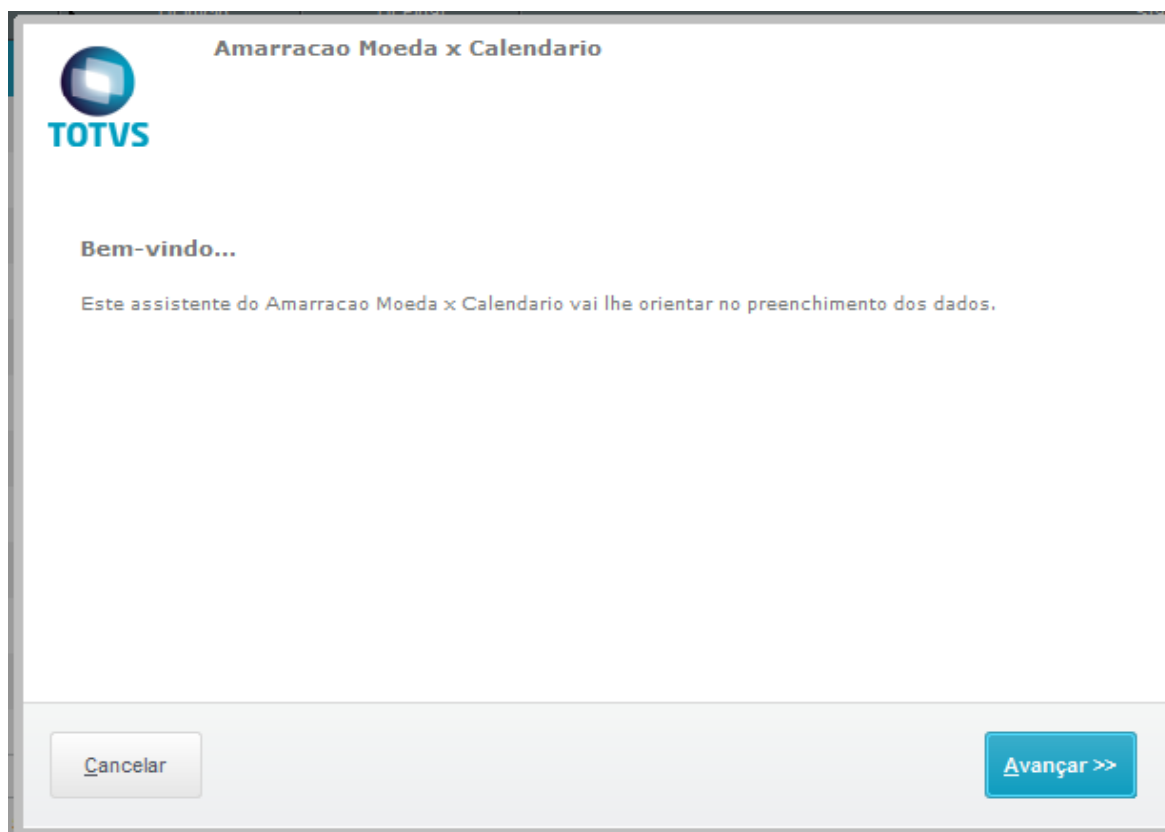 Amarracao Moeda x Calendario
TOTVS
Bem-vindo...
Este assistente do Amarracao Moeda x Calendario vai lhe orientar no preenchimento dos dados.
Cancelar
Avançar >>